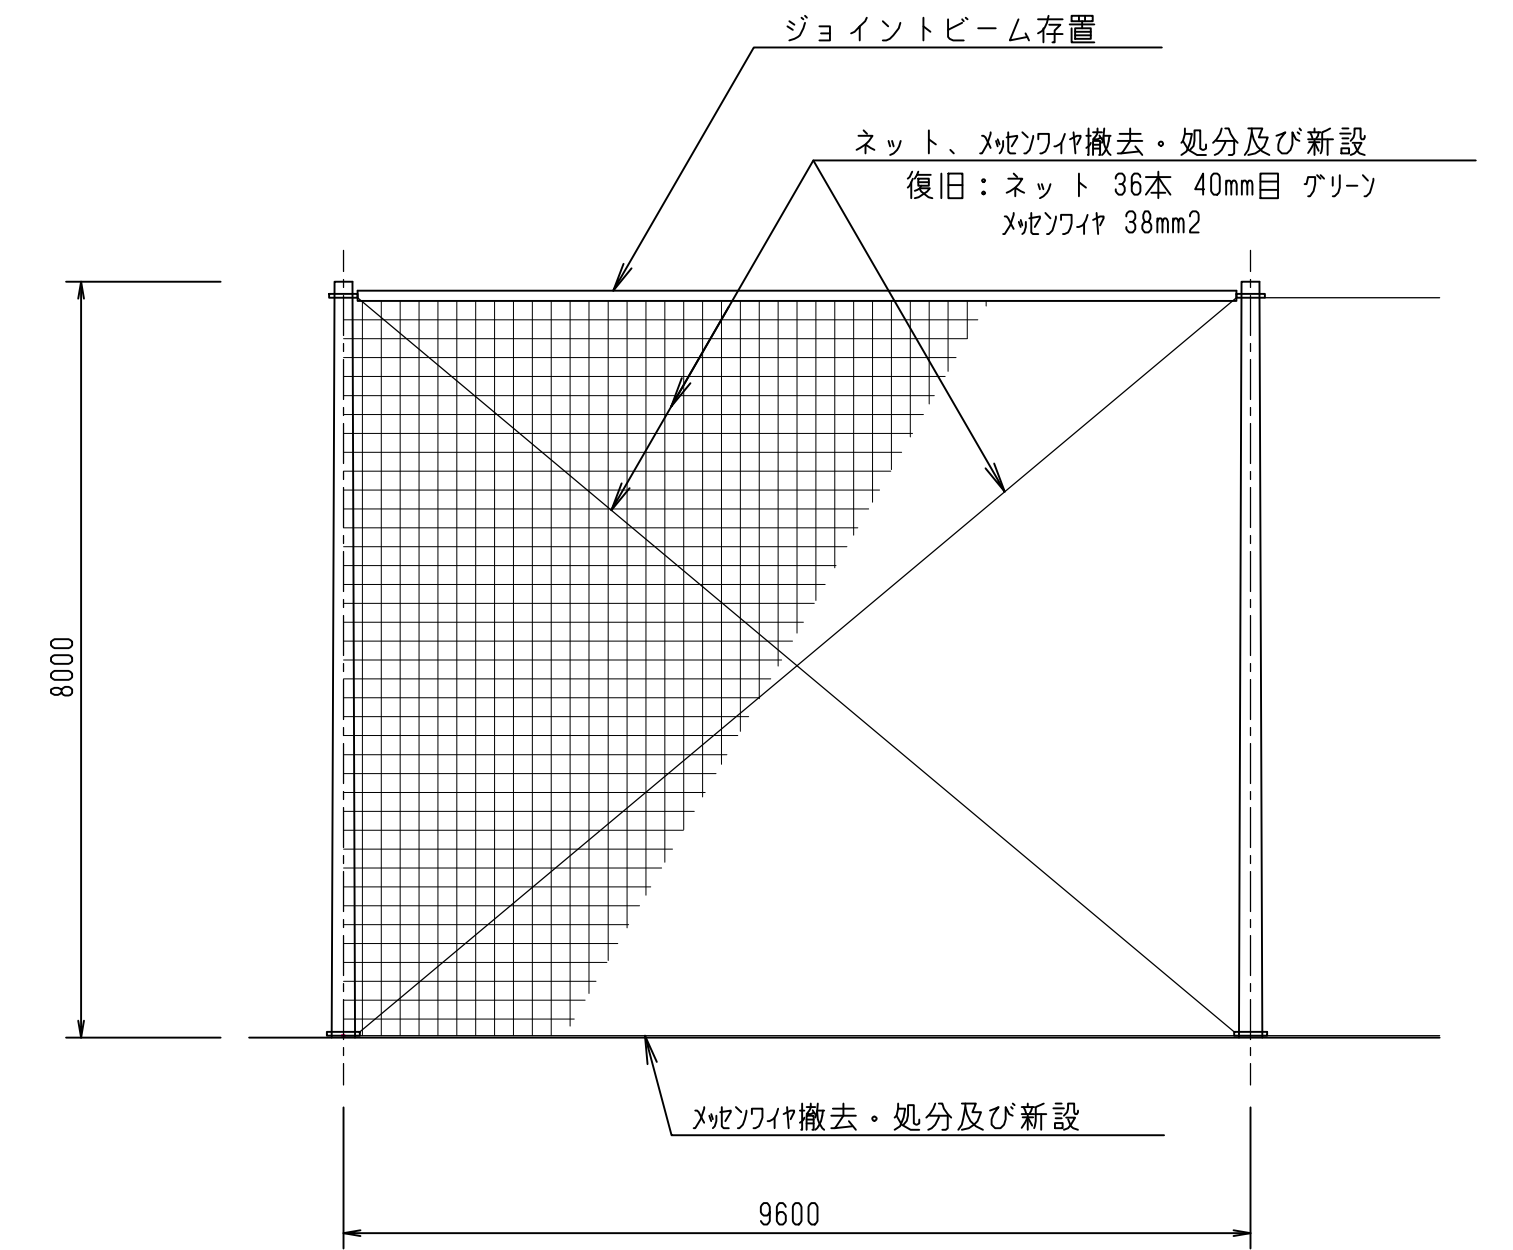 ジョイントビーム存置
ネット、ﾒｯｾﾝﾜｲﾔ撤去・処分及び新設
復旧：ネット 36本 40mm目 ｸﾞﾘｰﾝ
ﾒｯｾﾝﾜｲﾔ 38mm2
8000
ﾒｯｾﾝﾜｲﾔ撤去・処分及び新設
9600